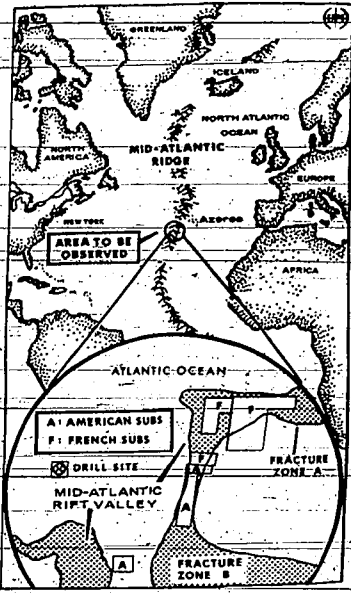 UPI
GREENLAND
ICELAND
NORTH ATLANTIC
OCEAN
NORTH
AMERICA
MID-ATLANTIC
RIDGE
EUROPE
NEW YORK
Azores
AREA TO BE
OBSERVED
AFRICA
ATLANTIC OCEAN
A: AMERICAN SUBS
F: FRENCH SUBS
F
F
DRILL SITE
F
A
FRACTURE
ZONE A
MID-ATLANTIC
RIFT VALLEY
A
A
FRACTURE
ZONE B